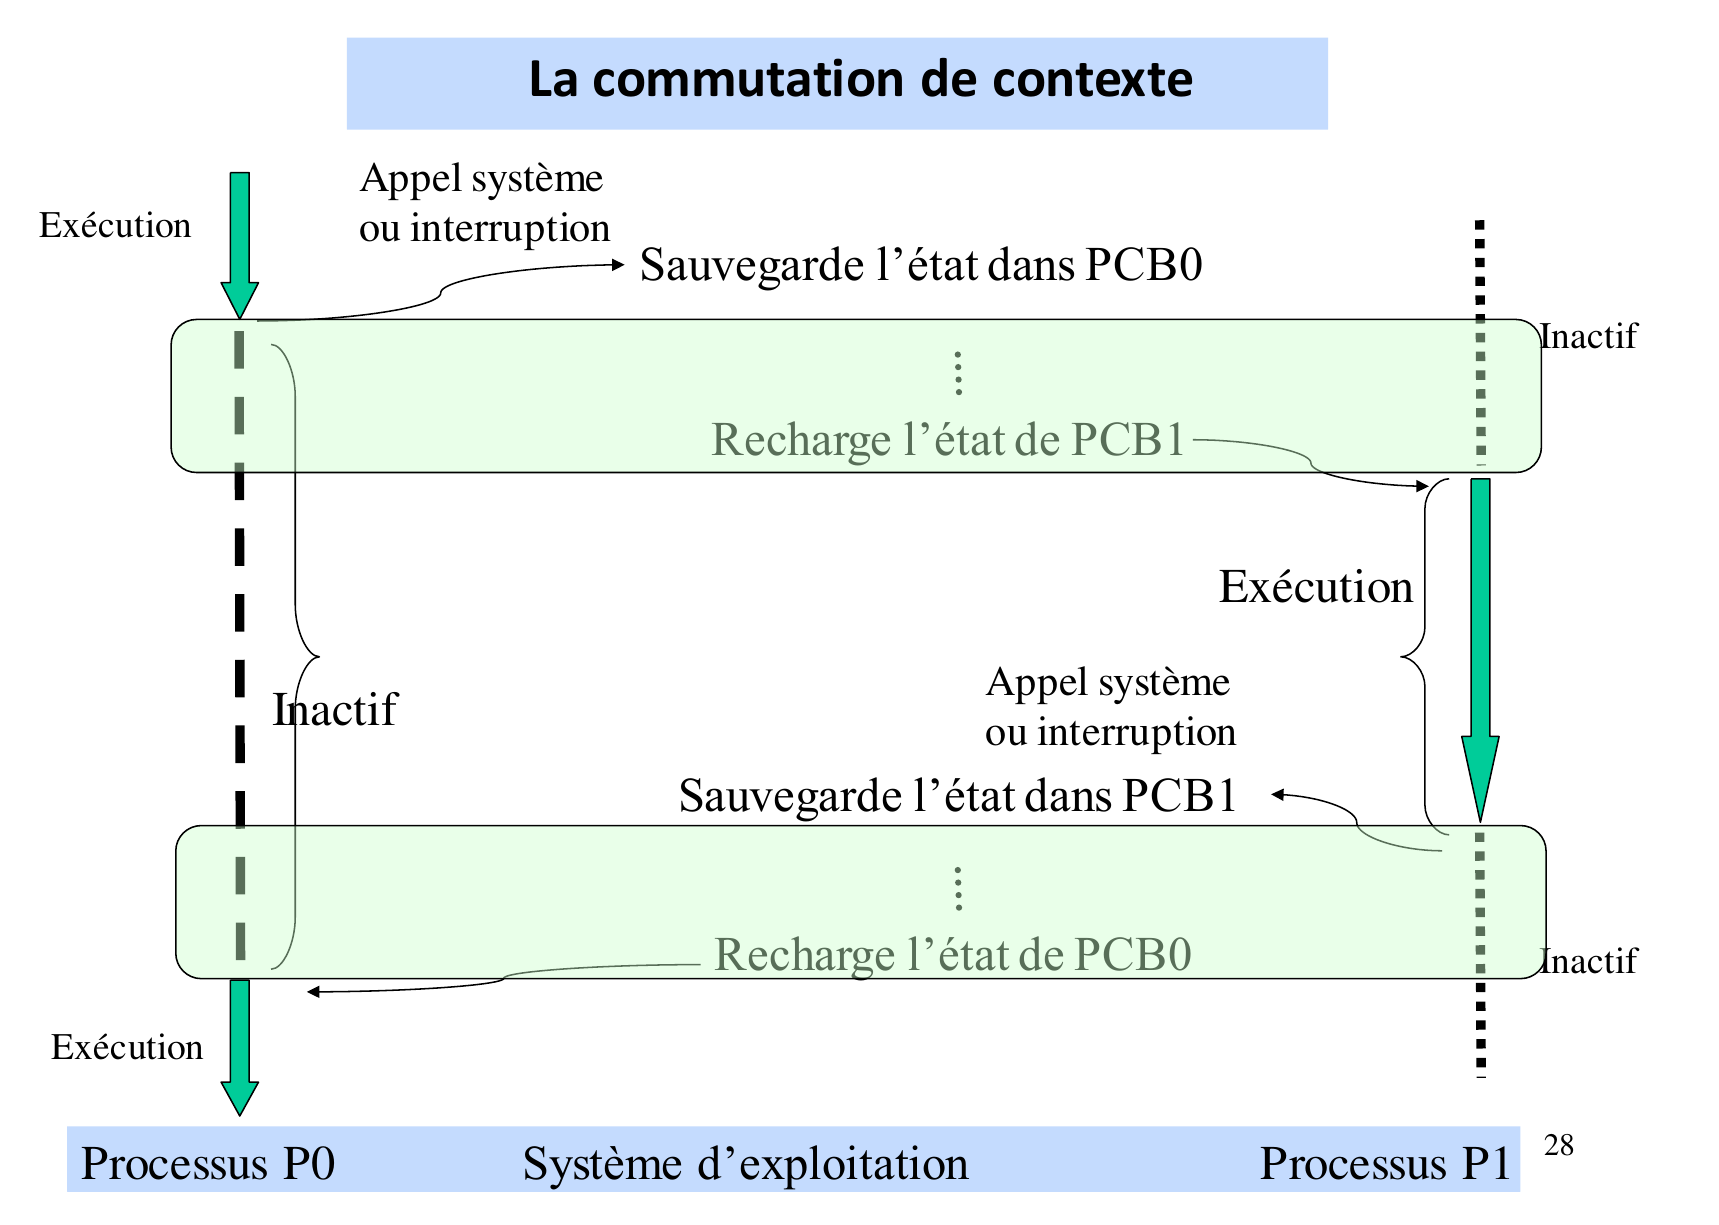 La commutation de contexte
Appel système
ou interruption
Exécution
Sauvegarde l’état dans PCB0
Inactif
Recharge l’état de PCB1
Exécution
Inactif
Appel système
ou interruption
Sauvegarde l’état dans PCB1
Recharge l’état de PCB0
Inactif
Exécution
Processus P0 Système d’exploitation Processus P1
28